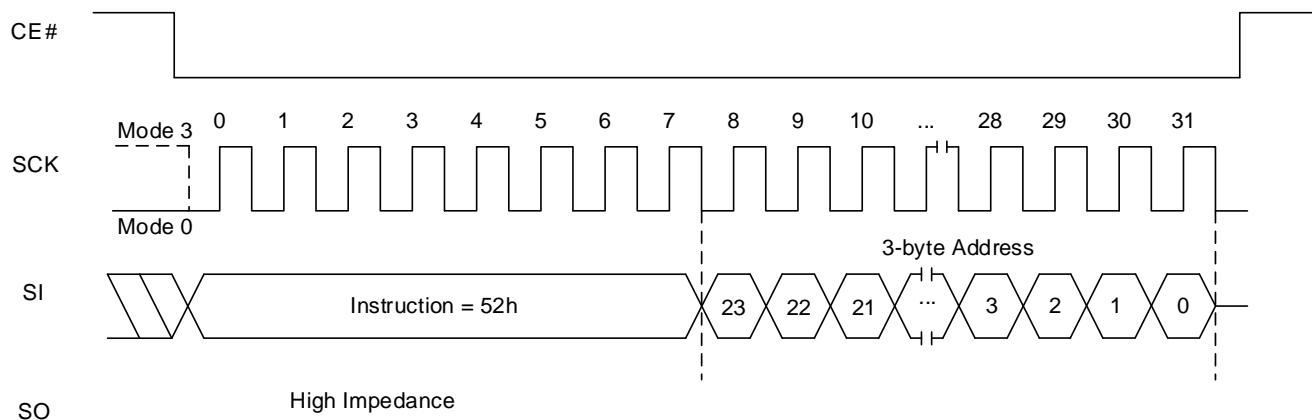 CE#
0 1 2 3 4 5 6 7 8 9 10 ... 28 29 30 31
Mode 3
SCK
Mode 0
3-byte Address
SI
Instruction = 52h
23 22 21 ... 3 2 1 0
High Impedance
SO